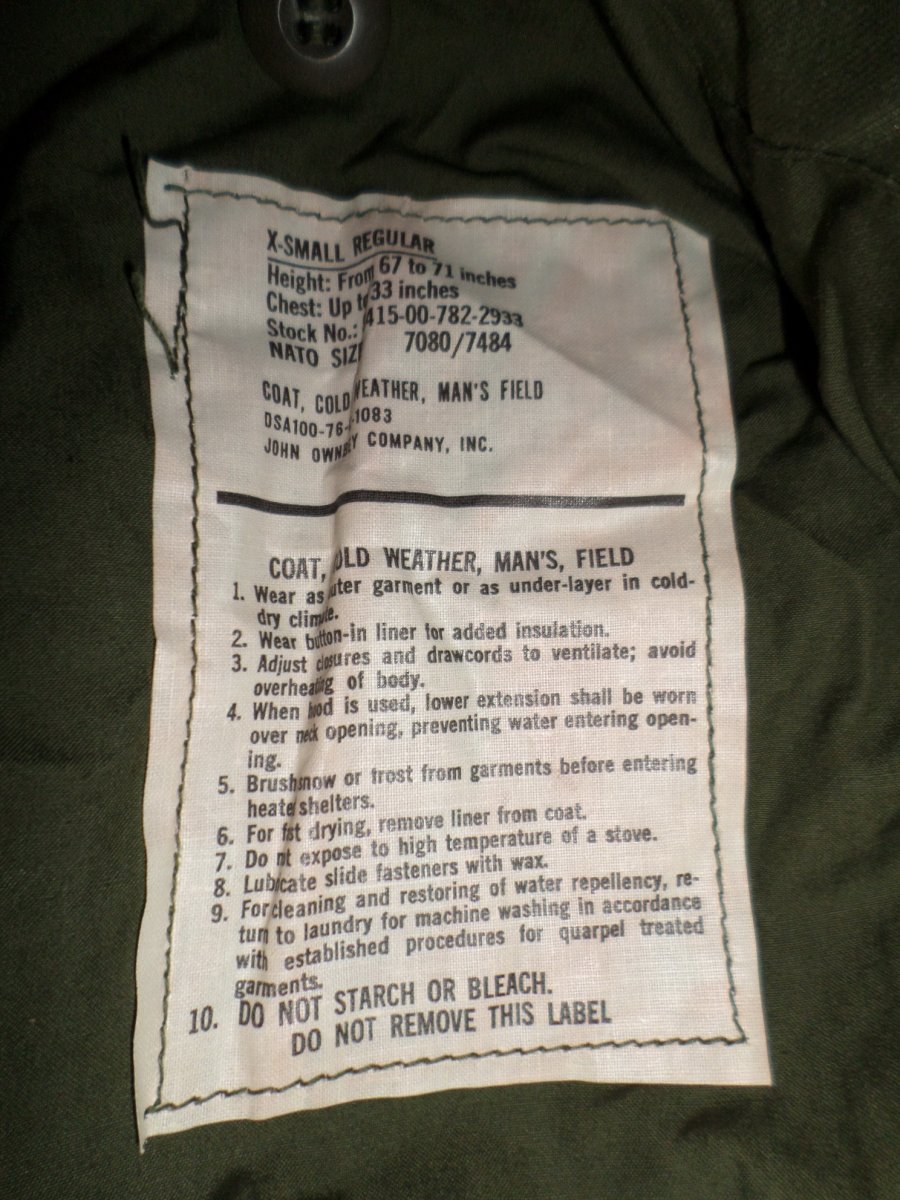 X-SMALL REGULAR
Height: From 67 to 71 inches
Chest: Up to 33 inches
Stock No.: 415-00-782-2933
NATO SIZE 7080/7484
COAT, COLD WEATHER, MAN'S FIELD
DSA100-76- -1083
JOHN OWNBEY COMPANY, INC.
COAT, COLD WEATHER, MAN'S, FIELD
1. Wear as outer garment or as under-layer in cold-
dry climate.
2. Wear button-in liner for added insulation.
3. Adjust closures and drawcords to ventilate; avoid
overheating of body.
4. When hood is used, lower extension shall be worn
over neck opening, preventing water entering open-
ing.
5. Brush snow or frost from garments before entering
heated shelters.
6. For fast drying, remove liner from coat.
7. Do not expose to high temperature of a stove.
8. Lubricate slide fasteners with wax.
9. For cleaning and restoring of water repellency, re-
turn to laundry for machine washing in accordance
with established procedures for quarpel treated
garments.
10. DO NOT STARCH OR BLEACH.
DO NOT REMOVE THIS LABEL